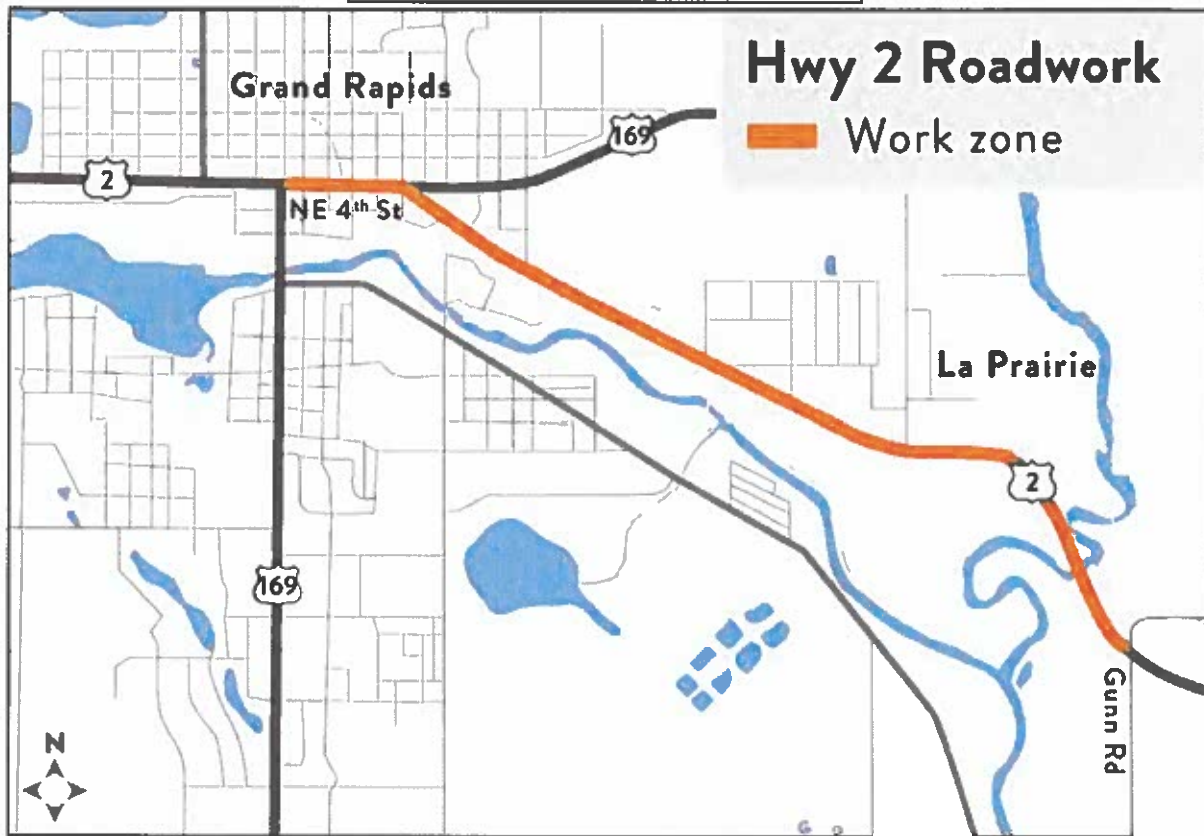 Hwy 2 Roadwork
Work zone
Grand Rapids
169
2
NE 4th St
La Prairie
2
169
Gunn Rd
N